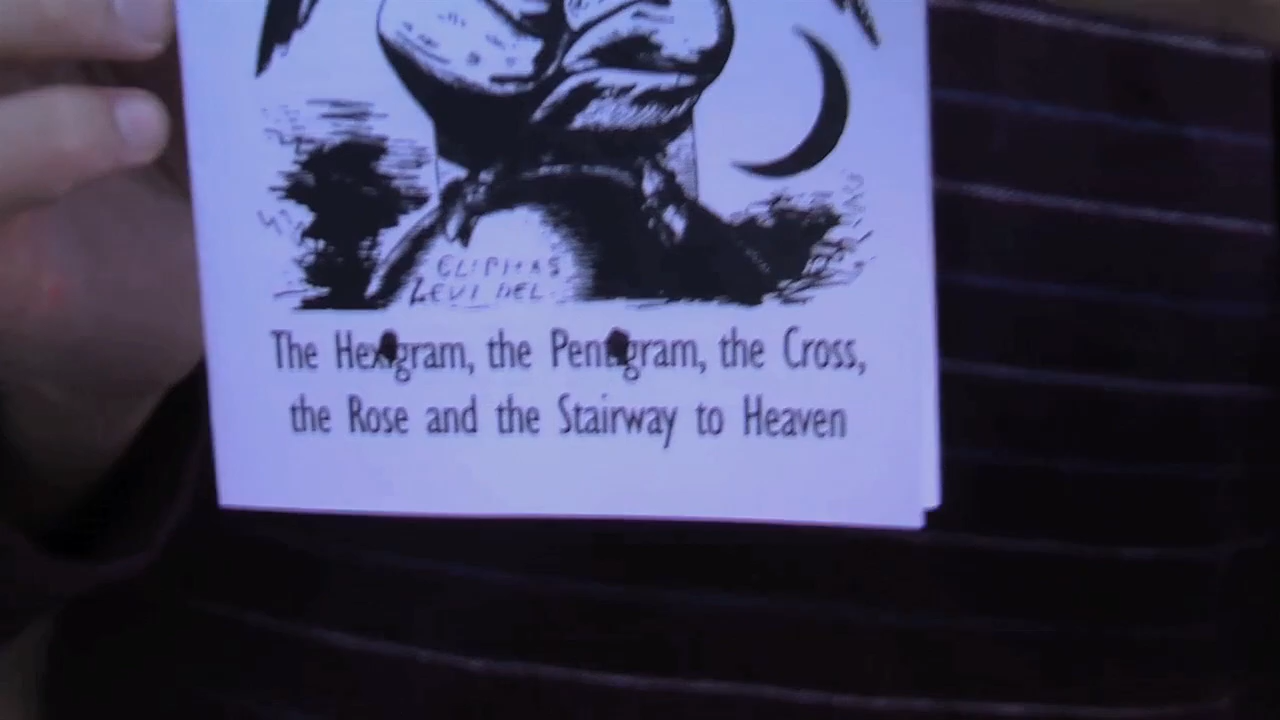 ELIPHAS
LEVI DEL.
The Hexagram, the Pentagram, the Cross,
the Rose and the Stairway to Heaven